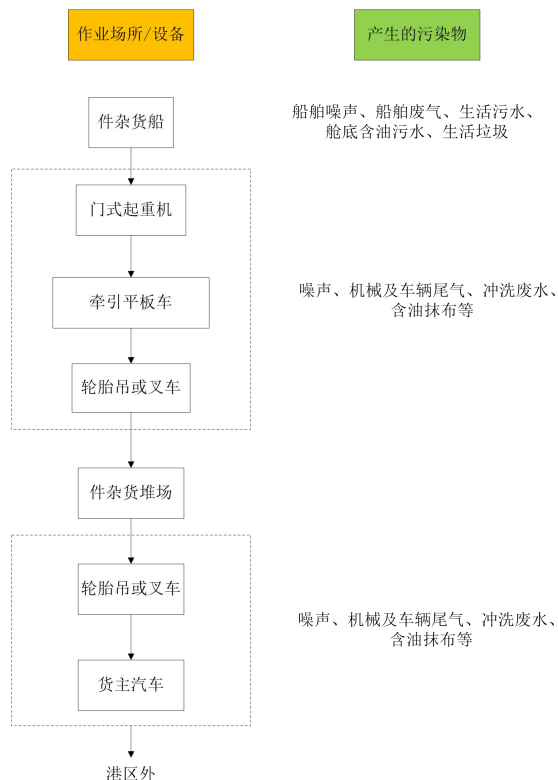 作业场所/设备
产生的污染物
件杂货船
船舶噪声、船舶废气、生活污水、
舱底含油污水、生活垃圾
门式起重机
牵引平板车
噪声、机械及车辆尾气、冲洗废水、
含油抹布等
轮胎吊或叉车
件杂货堆场
轮胎吊或叉车
噪声、机械及车辆尾气、冲洗废水、
含油抹布等
货主汽车
港区外